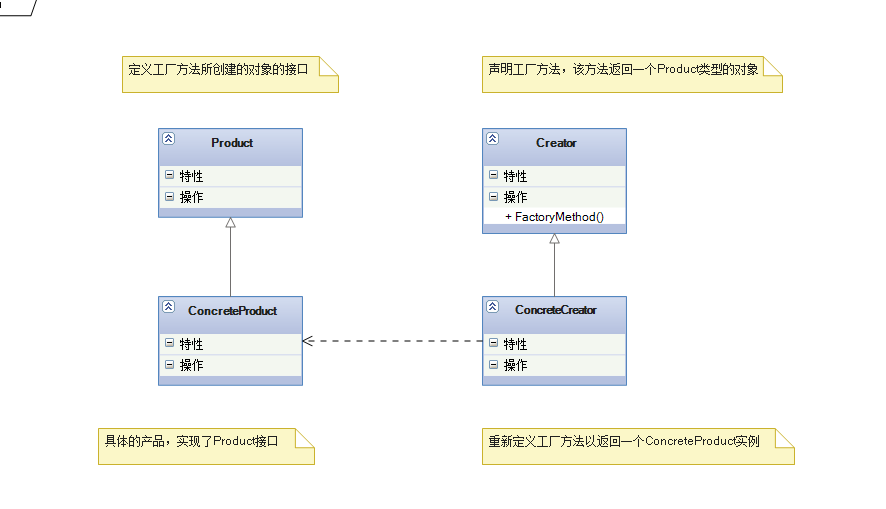 定义工厂方法所创建的对象的接口
声明工厂方法，该方法返回一个Product类型的对象
Product
特性
操作
Creator
特性
操作
+ FactoryMethod()
ConcreteProduct
特性
操作
ConcreteCreator
特性
操作
具体的产品，实现了Product接口
重新定义工厂方法以返回一个ConcreteProduct实例